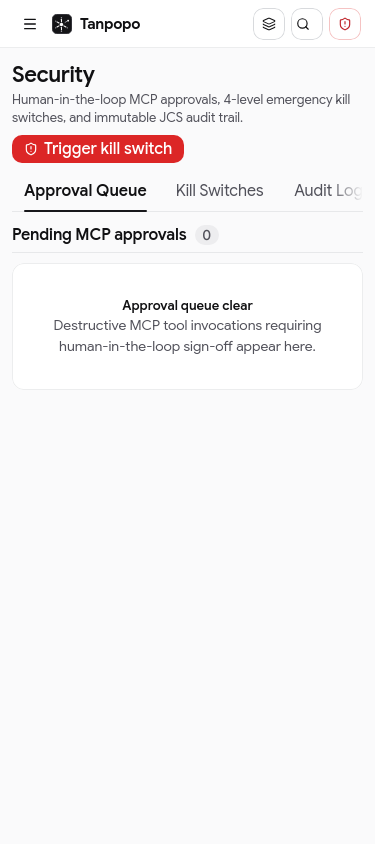 Tanpopo
Security
Human-in-the-loop MCP approvals, 4-level emergency kill
switches, and immutable JCS audit trail.
Trigger kill switch
Approval Queue Kill Switches Audit Log
Pending MCP approvals 0
Approval queue clear
Destructive MCP tool invocations requiring
human-in-the-loop sign-off appear here.